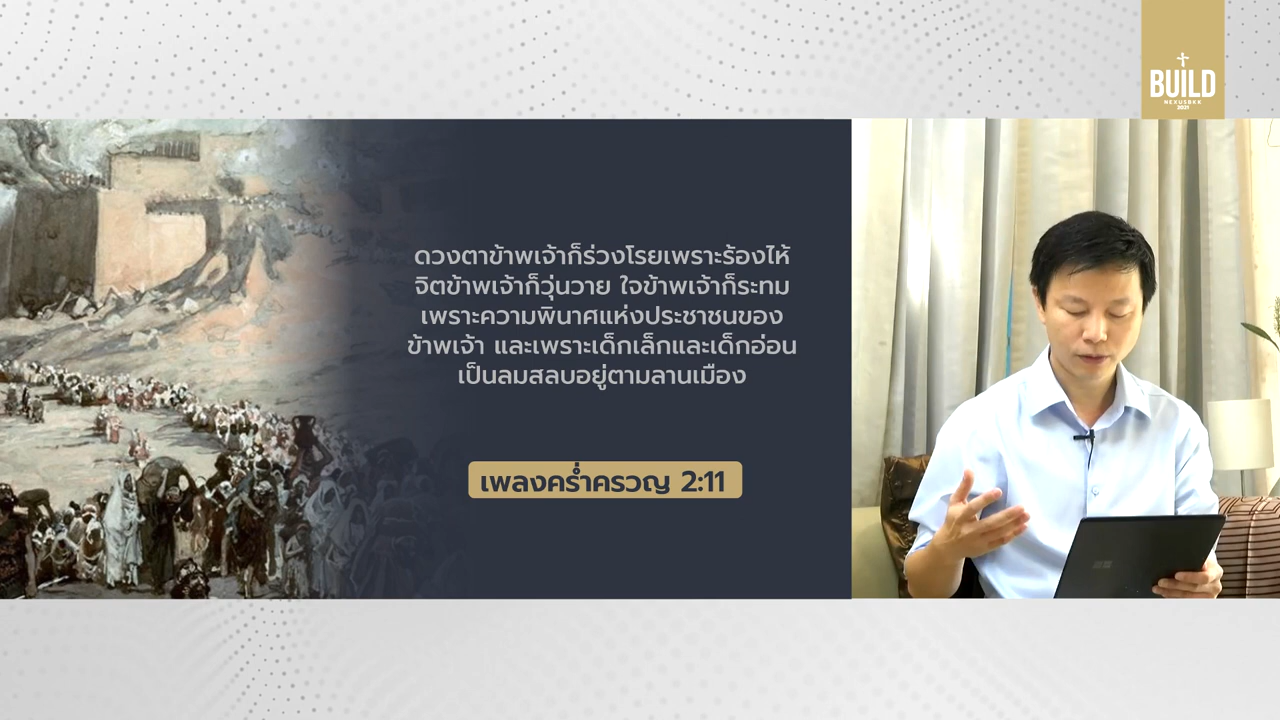 BUILD
NEXUSBKK
2021
ดวงตาข้าพเจ้าก็ร่วงโรยเพราะร้องไห้
จิตข้าพเจ้าก็วุ่นวาย ใจข้าพเจ้าก็ระทม
เพราะความพินาศแห่งประชาชนของ
ข้าพเจ้า และเพราะเด็กเล็กและเด็กอ่อน
เป็นลมสลบอยู่ตามลานเมือง
เพลงคร่ำครวญ 2:11